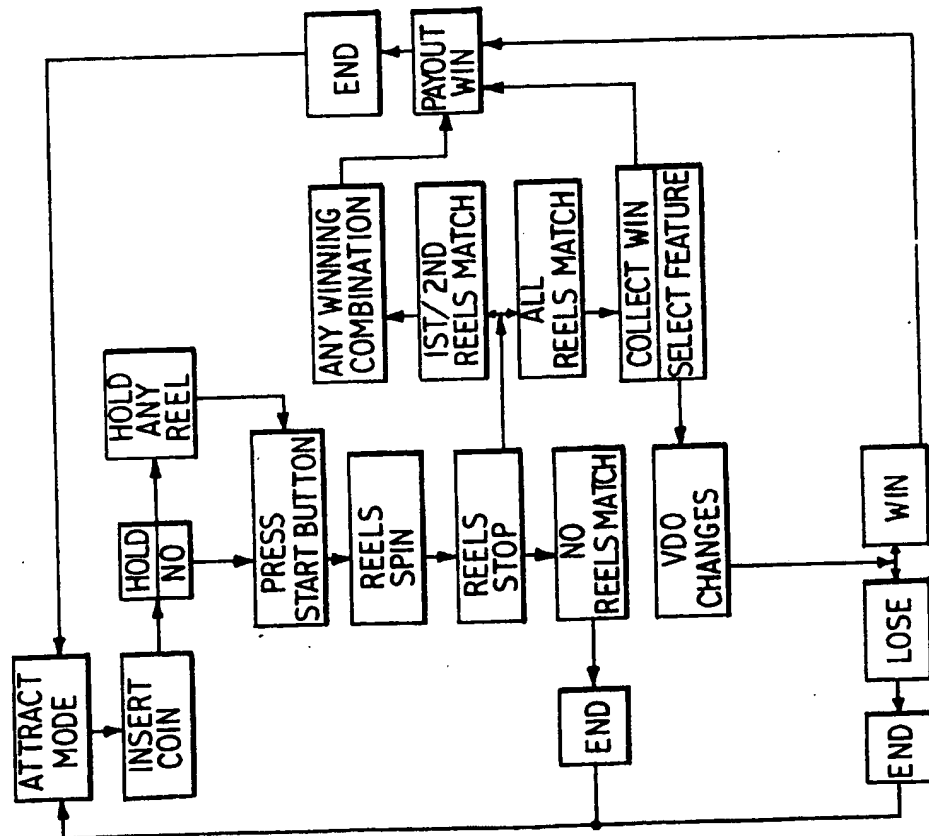 ATTRACT
MODE
INSERT
COIN
HOLD
NO
HOLD
ANY
REEL
PRESS
START BUTTON
REELS
SPIN
REELS
STOP
NO
REELS MATCH
END
ANY WINNING
COMBINATION
1ST/2ND
REELS MATCH
ALL
REELS MATCH
COLLECT WIN
SELECT FEATURE
PAYOUT
WIN
END
VDO
CHANGES
WIN
LOSE
END